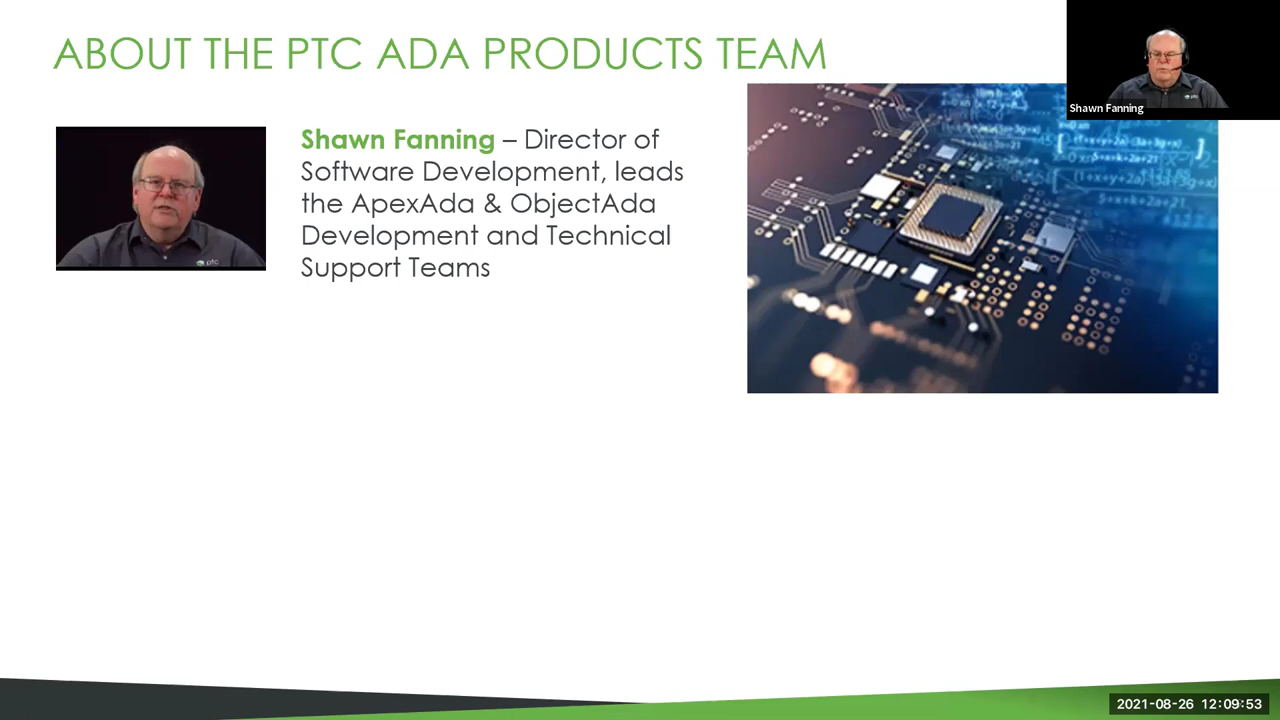 ABOUT THE PTC ADA PRODUCTS TEAM
Shawn Fanning
Shawn Fanning – Director of
Software Development, leads
the ApexAda & ObjectAda
Development and Technical
Support Teams
ptc
2021-08-26 12:09:53